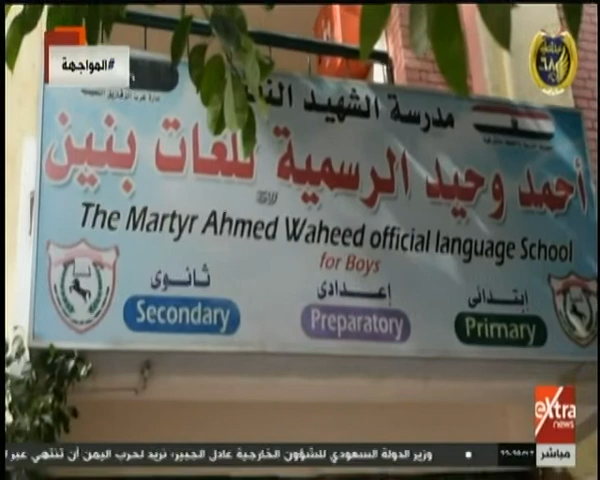 #المواجهة
مدرسة الشهيد
أحمد وحيد الرسمية للغات بنين
The Martyr Ahmed Waheed official language School
for Boys
ثانوى
إعدادى
إبتدائى
Secondary
Preparatory
Primary
extra
news
مباشر
وزير الدولة السعودي للشؤون الخارجية عادل الجبير: نريد لحرب اليمن أن تنتهي